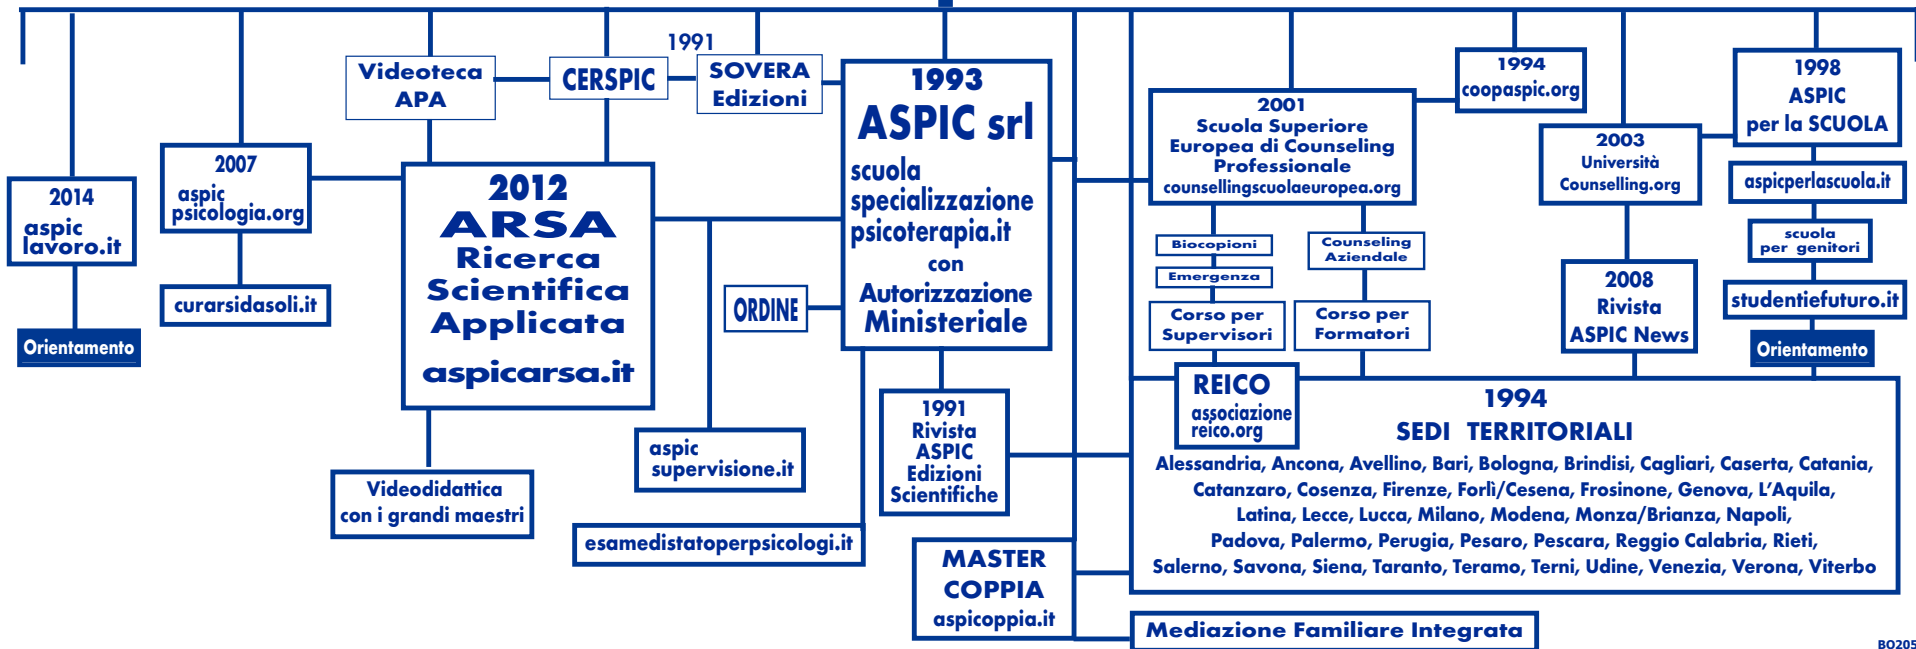 1991
Videoteca
APA
CERSPIC
SOVERA
Edizioni
1993
ASPIC srl
scuola
specializzazione
psicoterapia.it
con
Autorizzazione
Ministeriale
2014
aspic
lavoro.it
Orientamento
2007
aspic
psicologia.org
curarsidasoli.it
2012
ARSA
Ricerca
Scientifica
Applicata
aspicarsa.it
ORDINE
Videodidattica
con i grandi maestri
aspic
supervisione.it
esamedistatoperpsicologi.it
1991
Rivista
ASPIC
Edizioni
Scientifiche
MASTER
COPPIA
aspicoppia.it
2001
Scuola Superiore
Europea di Counseling
Professionale
counsellingscuolaeuropea.org
Biocopioni
Emergenza
Corso per
Supervisori
Counseling
Aziendale
Corso per
Formatori
REICO
associazione
reico.org
1994
coopaspic.org
2003
Università
Counselling.org
2008
Rivista
ASPIC News
1998
ASPIC
per la SCUOLA
aspicperlascuola.it
scuola
per genitori
studentiefuturo.it
Orientamento
1994
SEDI TERRITORIALI
Alessandria, Ancona, Avellino, Bari, Bologna, Brindisi, Cagliari, Caserta, Catania,
Catanzaro, Cosenza, Firenze, Forlì/Cesena, Frosinone, Genova, L'Aquila,
Latina, Lecce, Lucca, Milano, Modena, Monza/Brianza, Napoli,
Padova, Palermo, Perugia, Pesaro, Pescara, Reggio Calabria, Rieti,
Salerno, Savona, Siena, Taranto, Teramo, Terni, Udine, Venezia, Verona, Viterbo
Mediazione Familiare Integrata
BO205